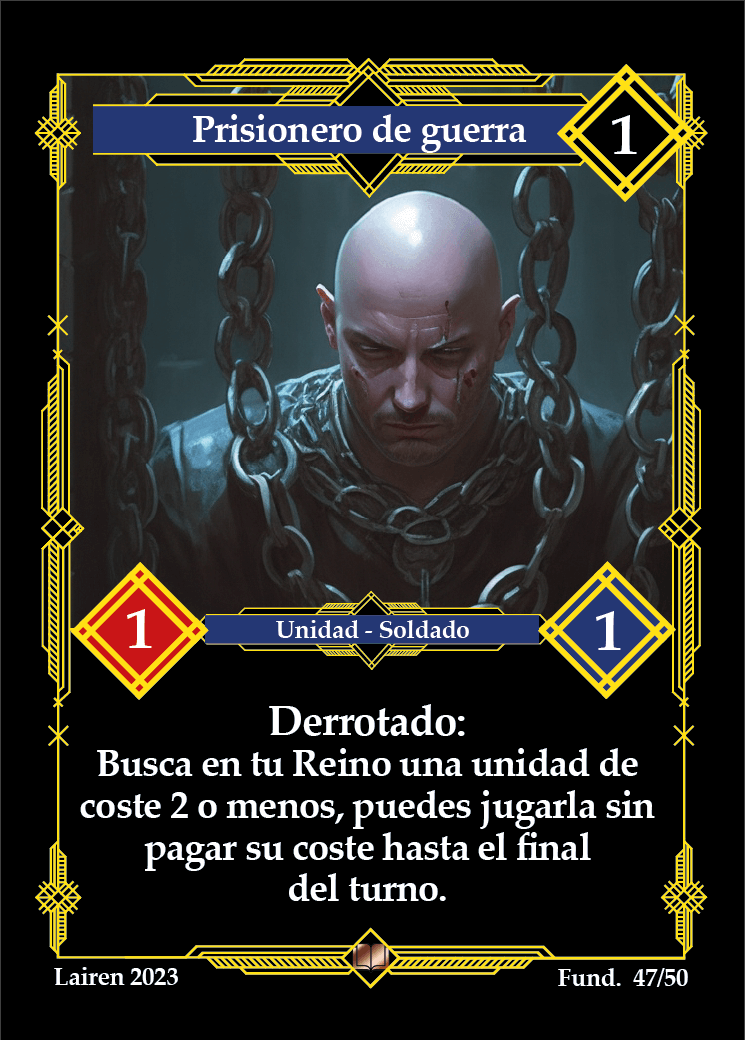 Prisionero de guerra
1
1
Unidad - Soldado
1
Derrotado:
Busca en tu Reino una unidad de
coste 2 o menos, puedes jugarla sin
pagar su coste hasta el final
del turno.
Lairen 2023
Fund. 47/50